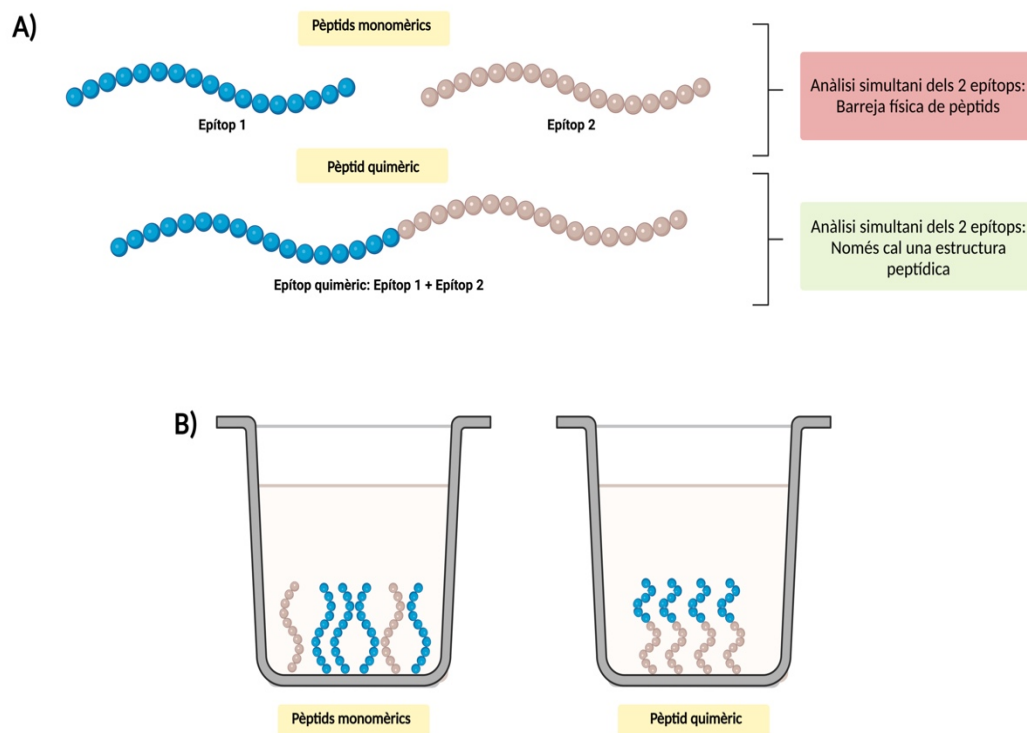 A)
Pèptids monomèrics
Epítop 1
Epítop 2
Anàlisi simultani dels 2 epítops:
Barreja física de pèptids
Pèptid quimèric
Epítop quimèric: Epítop 1 + Epítop 2
Anàlisi simultani dels 2 epítops:
Només cal una estructura
peptídica
B)
Pèptids monomèrics
Pèptid quimèric